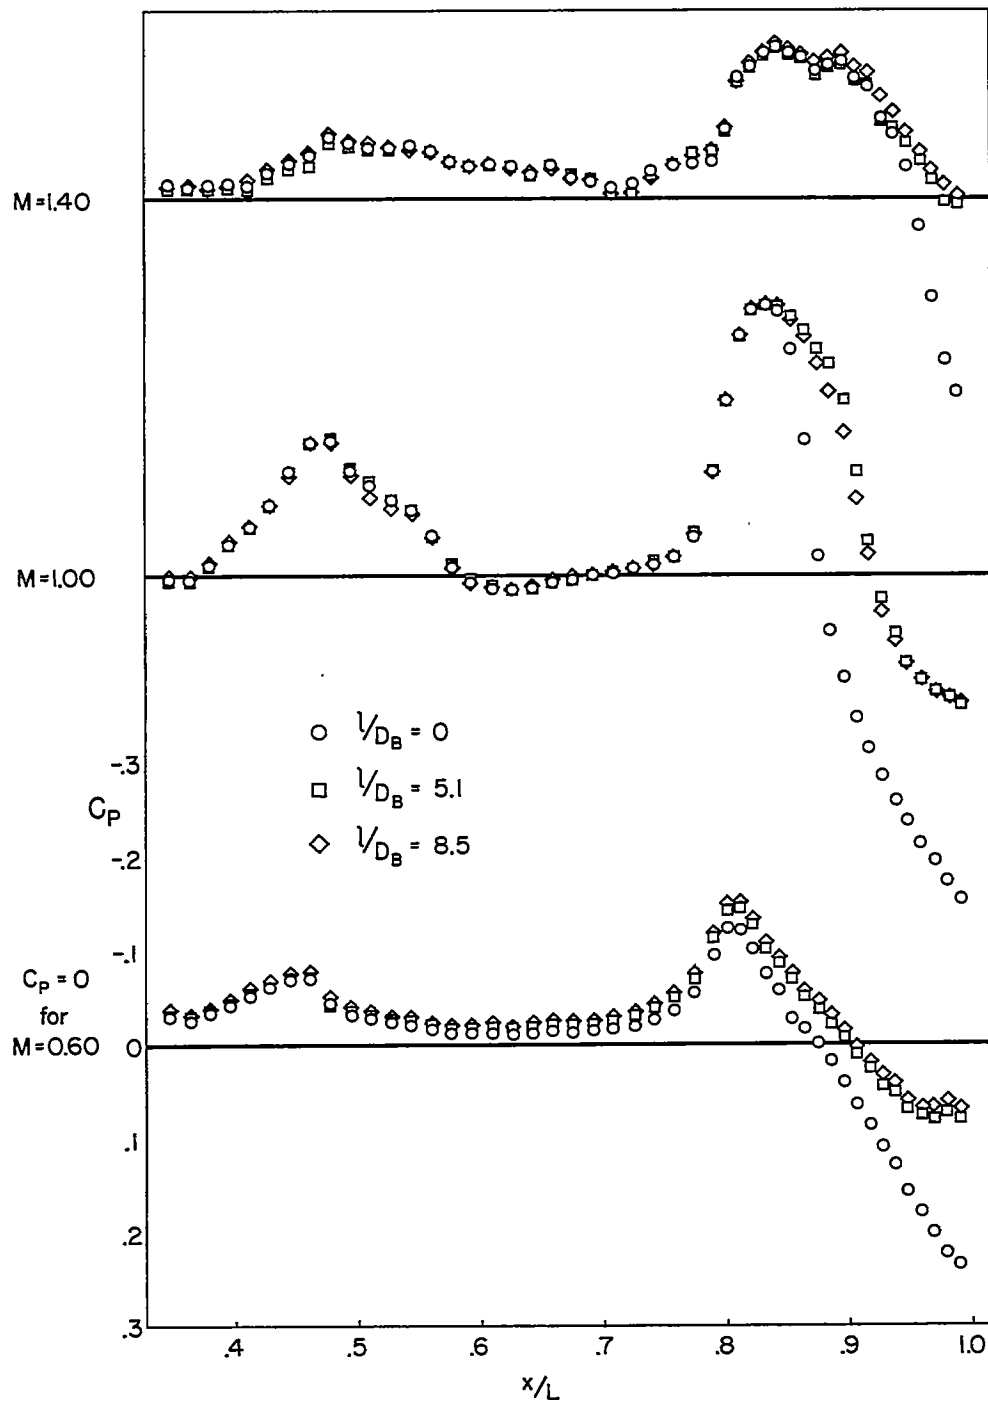 M=1.40
M=1.00
l/D_B = 0
l/D_B = 5.1
l/D_B = 8.5
-.3
C_P
-.2
-.1
C_P=0
for
M=0.60
0
.1
.2
.3
.4 .5 .6 .7 .8 .9 1.0
x/L